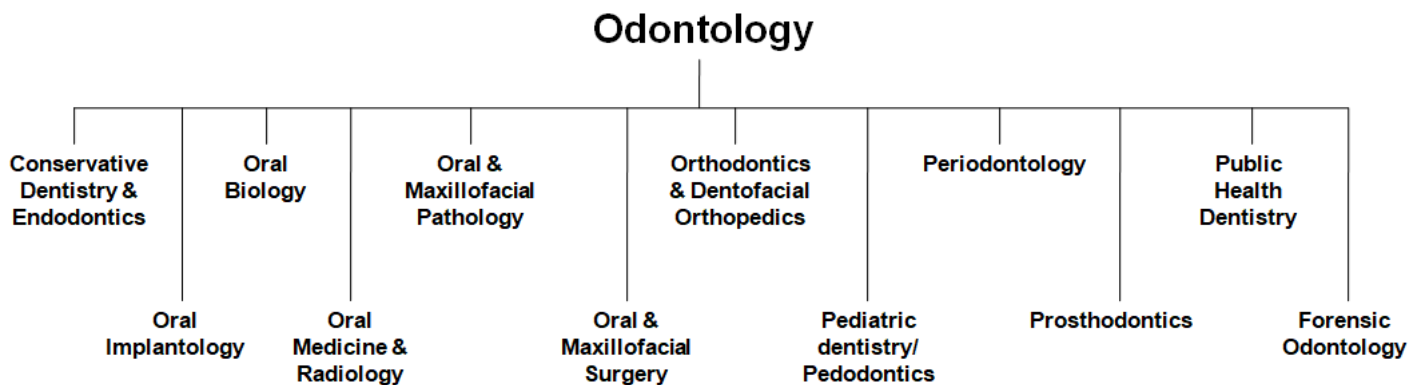 Odontology
Conservative
Dentistry &
Endodontics
Oral
Biology
Oral &
Maxillofacial
Pathology
Orthodontics
& Dentofacial
Orthopedics
Periodontology
Public
Health
Dentistry
Oral
Implantology
Oral
Medicine &
Radiology
Oral &
Maxillofacial
Surgery
Pediatric
dentistry/
Pedodontics
Prosthodontics
Forensic
Odontology